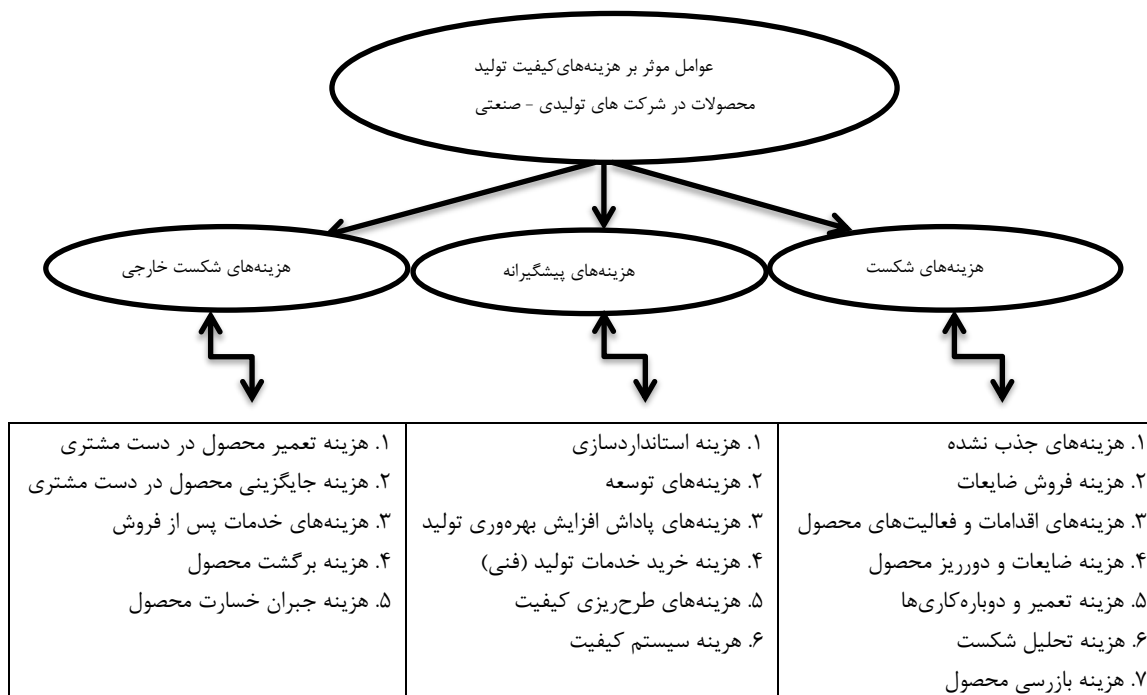 عوامل موثر بر هزینه‌های کیفیت تولید
محصولات در شرکت های تولیدی - صنعتی
هزینه‌های شکست
هزینه‌های پیشگیرانه
هزینه‌های شکست خارجی
۱. هزینه‌های جذب نشده
۲. هزینه فروش ضایعات
۳. هزینه‌های اقدامات و فعالیت‌های محصول
۴. هزینه ضایعات و دورریز محصول
۵. هزینه تعمیر و دوباره‌کاری‌ها
۶. هزینه تحلیل شکست
۷. هزینه بازرسی محصول
۱. هزینه استانداردسازی
۲. هزینه‌های توسعه
۳. هزینه‌های پاداش افزایش بهره‌وری تولید
۴. هزینه خرید خدمات تولید (فنی)
۵. هزینه‌های طرح‌ریزی کیفیت
۶. هرینه سیستم کیفیت
۱. هزینه تعمیر محصول در دست مشتری
۲. هزینه جایگزینی محصول در دست مشتری
۳. هزینه‌های خدمات پس از فروش
۴. هزینه برگشت محصول
۵. هزینه جبران خسارت محصول